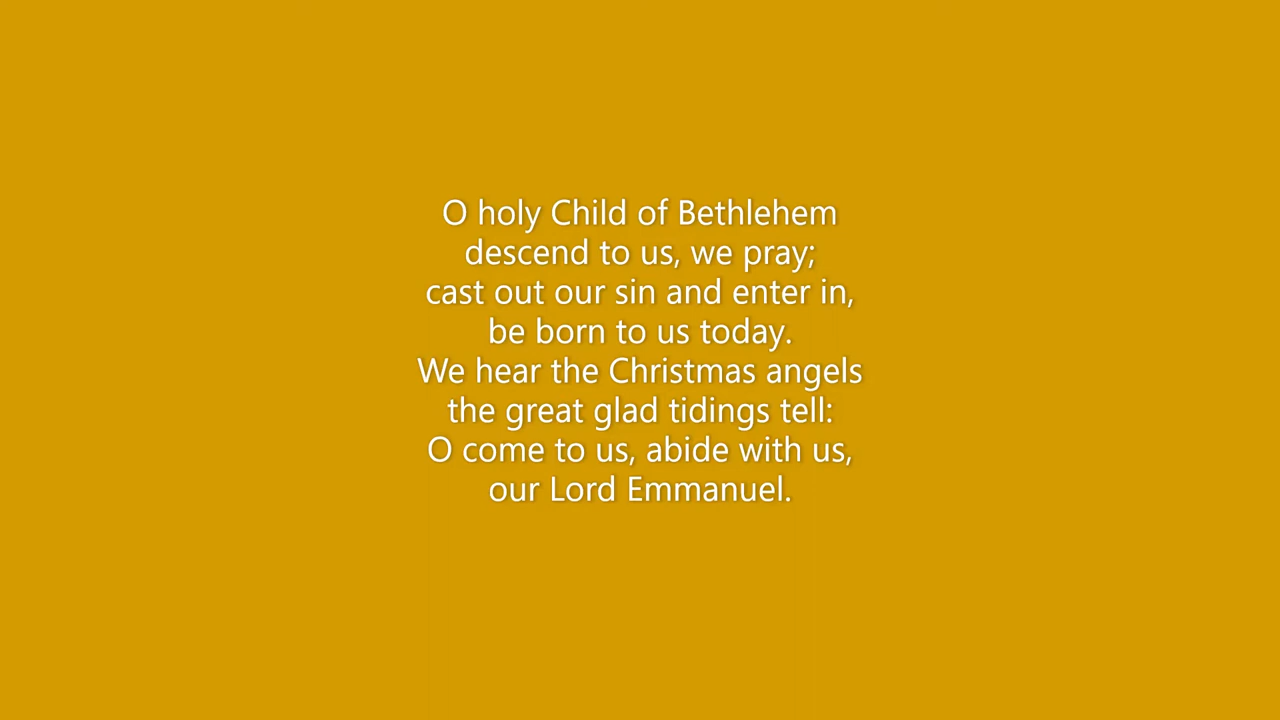 O holy Child of Bethlehem
descend to us, we pray;
cast out our sin and enter in,
be born to us today.
We hear the Christmas angels
the great glad tidings tell:
O come to us, abide with us,
our Lord Emmanuel.